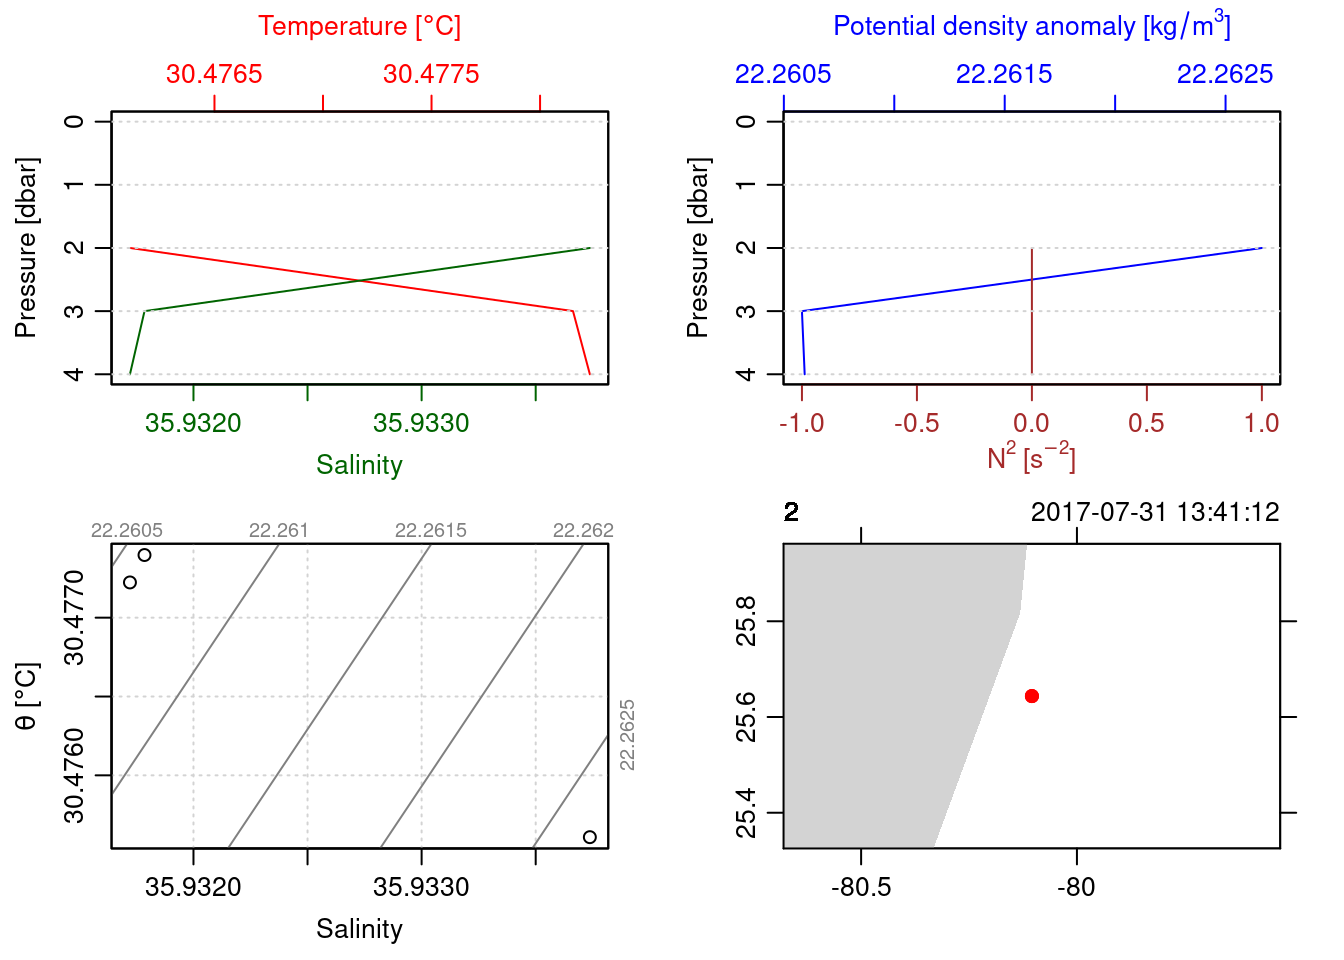 Temperature [°C]
30.4765 30.4775
Pressure [dbar]
0
1
2
3
4
35.9320 35.9330
Salinity
Potential density anomaly [kg/m³]
22.2605 22.2615 22.2625
Pressure [dbar]
0
1
2
3
4
-1.0 -0.5 0.0 0.5 1.0
N² [s⁻²]
22.2605 22.261 22.2615 22.262
22.2625
θ [°C]
30.4770
30.4760
35.9320 35.9330
Salinity
2 2017-07-31 13:41:12
25.8
25.6
25.4
-80.5 -80